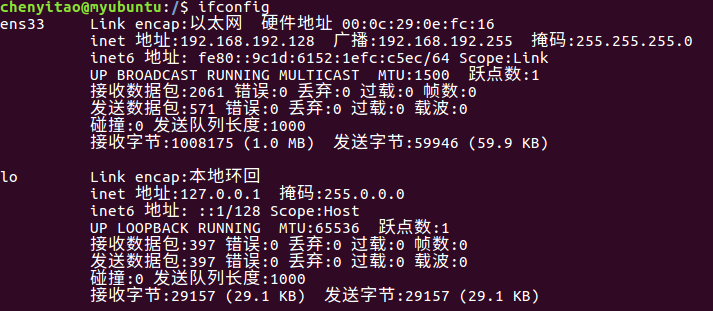 chenyitao@myubuntu:/$ ifconfig
ens33     Link encap:以太网  硬件地址 00:0c:29:0e:fc:16
          inet 地址:192.168.192.128  广播:192.168.192.255  掩码:255.255.255.0
          inet6 地址: fe80::9c1d:6152:1efc:c5ec/64 Scope:Link
          UP BROADCAST RUNNING MULTICAST  MTU:1500  跃点数:1
          接收数据包:2061 错误:0 丢弃:0 过载:0 帧数:0
          发送数据包:571 错误:0 丢弃:0 过载:0 载波:0
          碰撞:0 发送队列长度:1000
          接收字节:1008175 (1.0 MB)  发送字节:59946 (59.9 KB)

lo        Link encap:本地环回
          inet 地址:127.0.0.1  掩码:255.0.0.0
          inet6 地址: ::1/128 Scope:Host
          UP LOOPBACK RUNNING  MTU:65536  跃点数:1
          接收数据包:397 错误:0 丢弃:0 过载:0 帧数:0
          发送数据包:397 错误:0 丢弃:0 过载:0 载波:0
          碰撞:0 发送队列长度:1000
          接收字节:29157 (29.1 KB)  发送字节:29157 (29.1 KB)